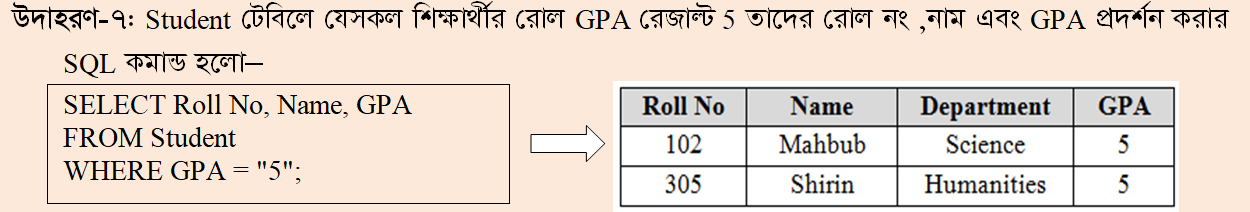 উদাহরণ-৭: Student টেবিলে যেসকল শিক্ষার্থীর রোল GPA রেজাল্ট 5 তাদের রোল নং ,নাম এবং GPA প্রদর্শন করার
SQL কমান্ড হলো–
SELECT Roll No, Name, GPA
FROM Student
WHERE GPA = "5";
Roll No Name Department GPA
102 Mahbub Science 5
305 Shirin Humanities 5